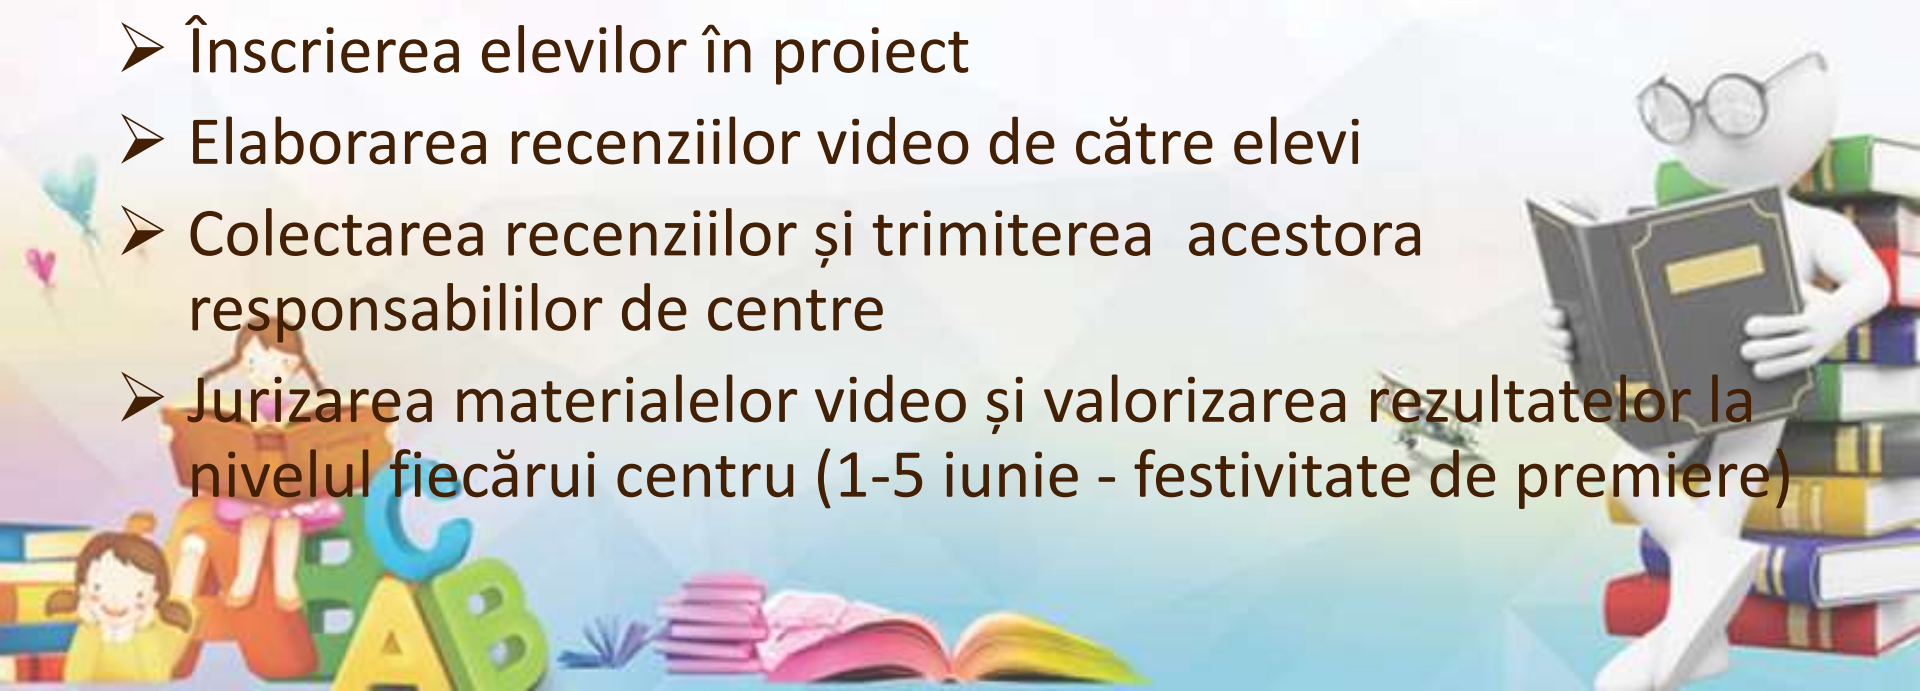 ➢ Înscrierea elevilor în proiect
➢ Elaborarea recenziilor video de către elevi
➢ Colectarea recenziilor și trimiterea  acestora
responsabililor de centre
➢ Jurizarea materialelor video și valorizarea rezultatelor la
nivelul fiecărui centru (1-5 iunie - festivitate de premiere)
C
A B